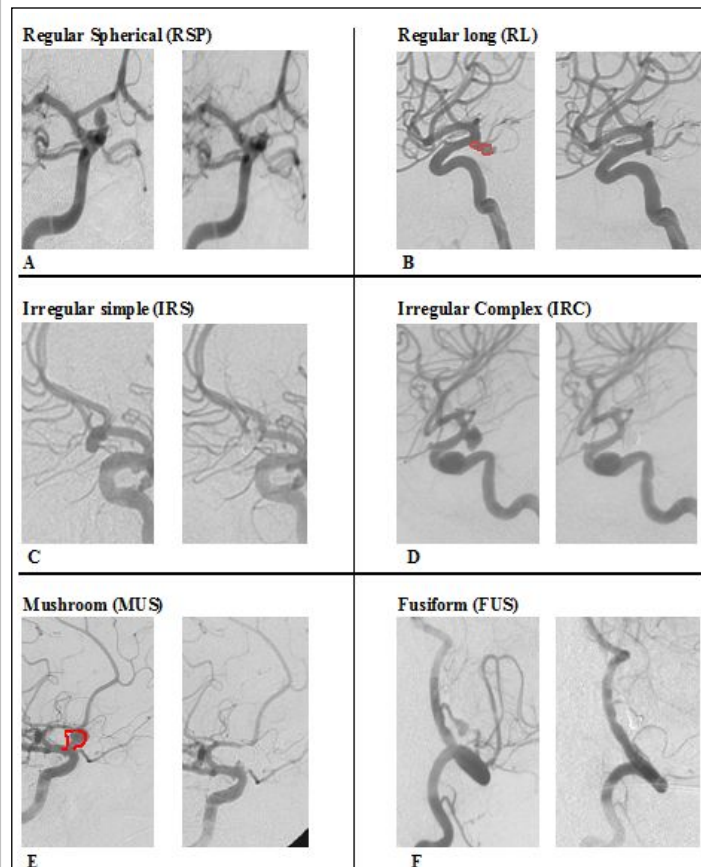 Regular Spherical (RSP)
Regular long (RL)
A
B
Irregular simple (IRS)
Irregular Complex (IRC)
C
D
Mushroom (MUS)
Fusiform (FUS)
E
F